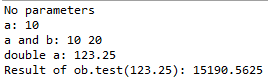 No parameters
a: 10
a and b: 10 20
double a: 123.25
Result of ob.test(123.25): 15190.5625